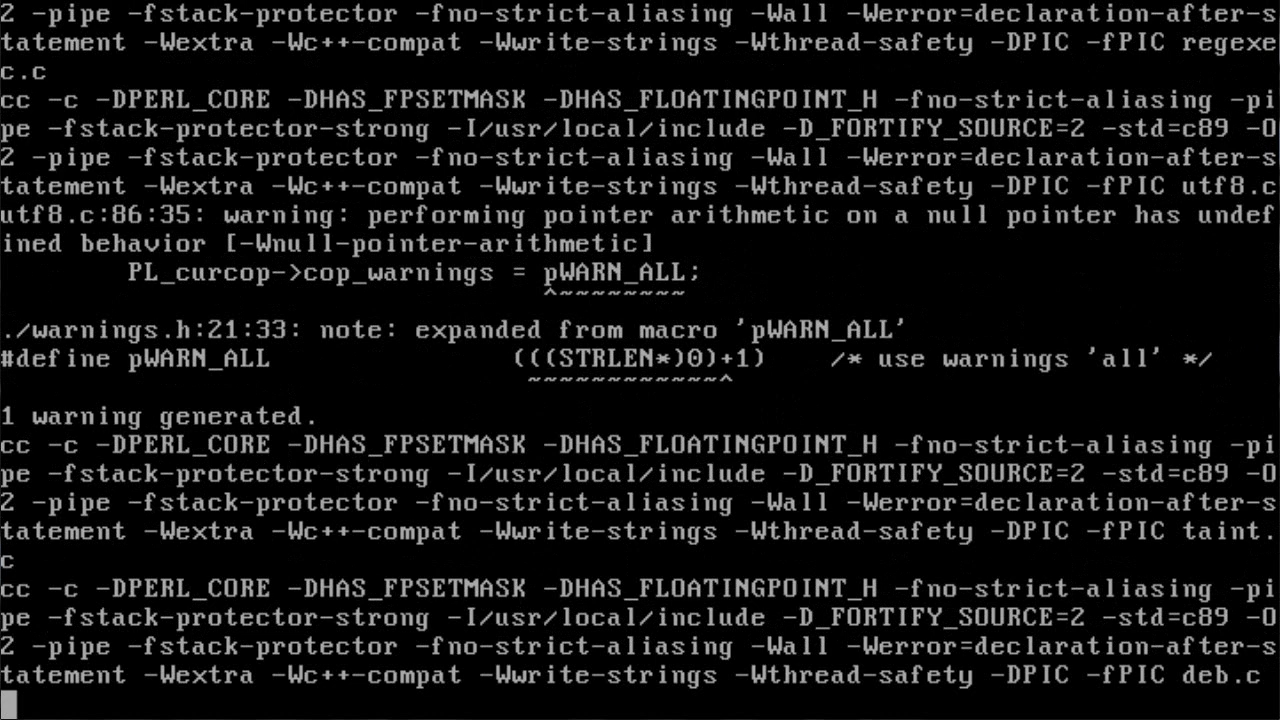 2 -pipe -fstack-protector -fno-strict-aliasing -Wall -Werror=declaration-after-s
tatement -Wextra -Wc++-compat -Wwrite-strings -Wthread-safety -DPIC -fPIC regexe
c.c
cc -c -DPERL_CORE -DHAS_FPSETMASK -DHAS_FLOATINGPOINT_H -fno-strict-aliasing -pi
pe -fstack-protector-strong -I/usr/local/include -D_FORTIFY_SOURCE=2 -std=c89 -O
2 -pipe -fstack-protector -fno-strict-aliasing -Wall -Werror=declaration-after-s
tatement -Wextra -Wc++-compat -Wwrite-strings -Wthread-safety -DPIC -fPIC utf8.c
utf8.c:86:35: warning: performing pointer arithmetic on a null pointer has undef
ined behavior [-Wnull-pointer-arithmetic]
        PL_curcop->cop_warnings = pWARN_ALL;
                                  ^~~~~~~~~
./warnings.h:21:33: note: expanded from macro 'pWARN_ALL'
#define pWARN_ALL               (((STRLEN*)0)+1)    /* use warnings 'all' */
                                 ~~~~~~~~~~~~^
1 warning generated.
cc -c -DPERL_CORE -DHAS_FPSETMASK -DHAS_FLOATINGPOINT_H -fno-strict-aliasing -pi
pe -fstack-protector-strong -I/usr/local/include -D_FORTIFY_SOURCE=2 -std=c89 -O
2 -pipe -fstack-protector -fno-strict-aliasing -Wall -Werror=declaration-after-s
tatement -Wextra -Wc++-compat -Wwrite-strings -Wthread-safety -DPIC -fPIC taint.
c
cc -c -DPERL_CORE -DHAS_FPSETMASK -DHAS_FLOATINGPOINT_H -fno-strict-aliasing -pi
pe -fstack-protector-strong -I/usr/local/include -D_FORTIFY_SOURCE=2 -std=c89 -O
2 -pipe -fstack-protector -fno-strict-aliasing -Wall -Werror=declaration-after-s
tatement -Wextra -Wc++-compat -Wwrite-strings -Wthread-safety -DPIC -fPIC deb.c